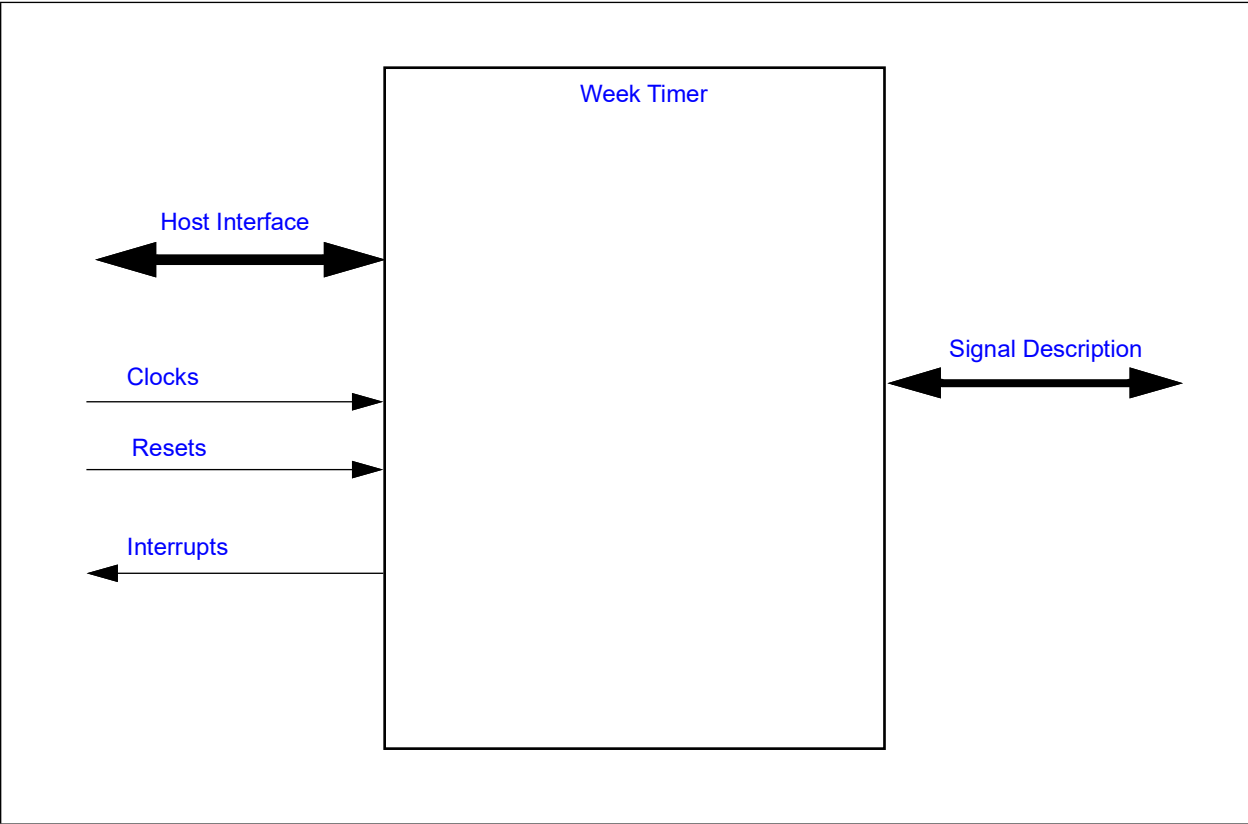 Week Timer
Host Interface
Signal Description
Clocks
Resets
Interrupts